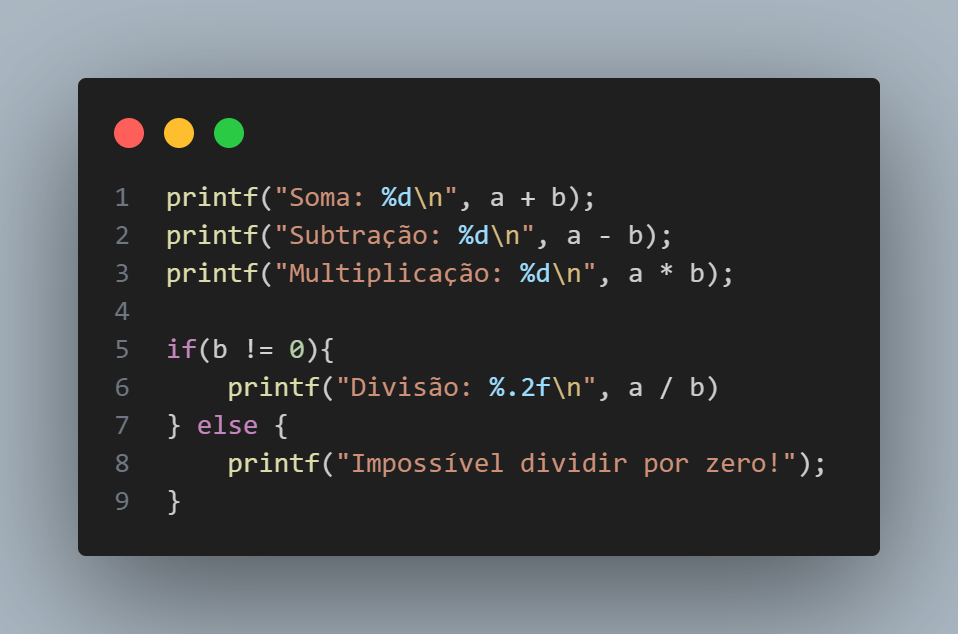 1 printf("Soma: %d\n", a + b);
2 printf("Subtração: %d\n", a - b);
3 printf("Multiplicação: %d\n", a * b);
4
5 if(b != 0){
6     printf("Divisão: %.2f\n", a / b)
7 } else {
8     printf("Impossível dividir por zero!");
9 }